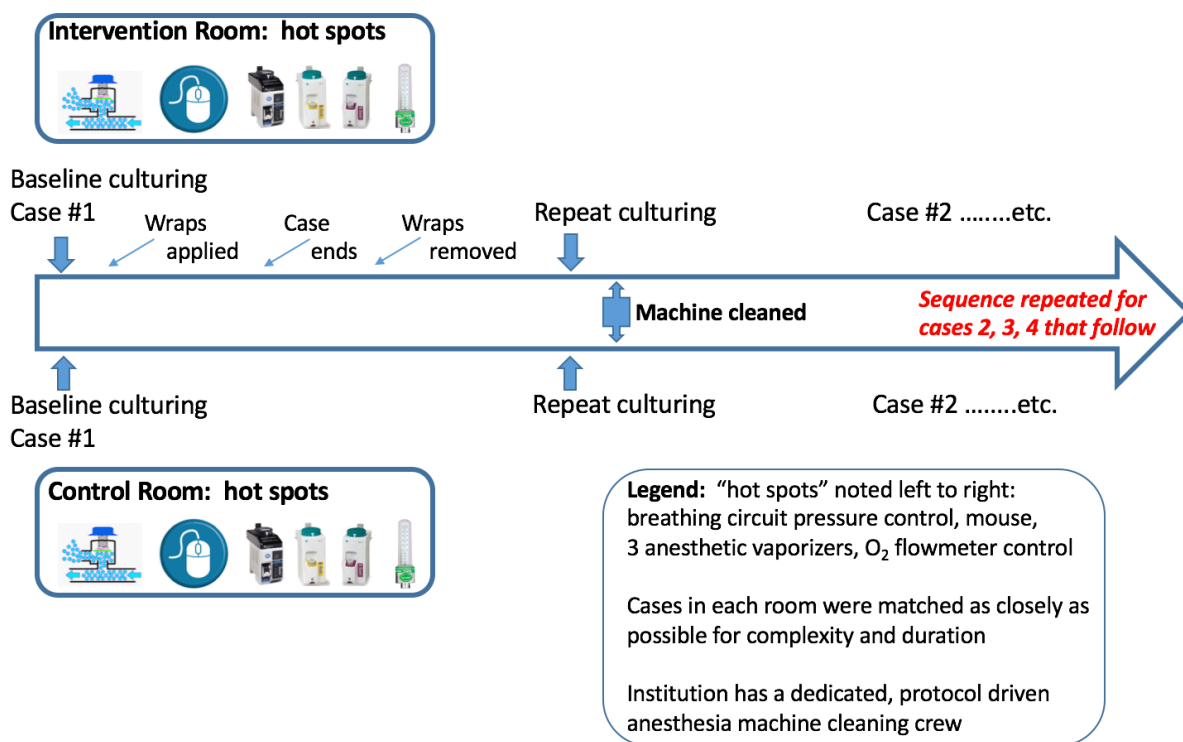 Intervention Room:  hot spots
Baseline culturing
Case #1
Wraps
applied
Case
ends
Wraps
removed
Repeat culturing
Case #2 ........etc.
Machine cleaned
Sequence repeated for
cases 2, 3, 4 that follow
Baseline culturing
Case #1
Repeat culturing
Case #2 ........etc.
Control Room:  hot spots
Legend:  “hot spots” noted left to right:
breathing circuit pressure control, mouse,
3 anesthetic vaporizers, O₂ flowmeter control
Cases in each room were matched as closely as
possible for complexity and duration
Institution has a dedicated, protocol driven
anesthesia machine cleaning crew